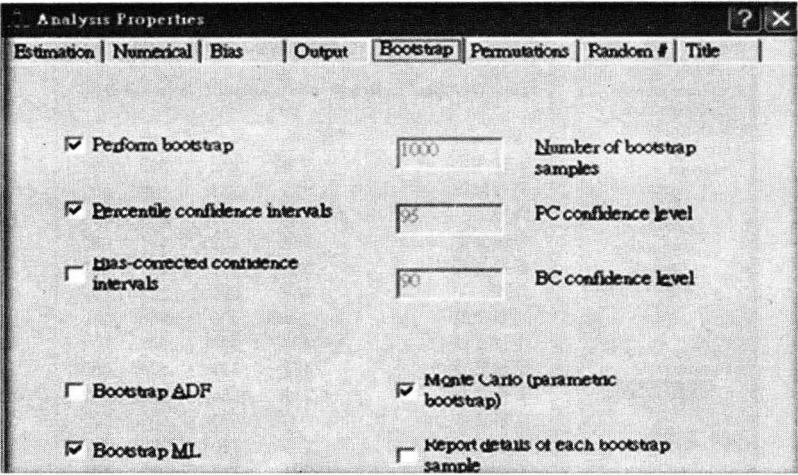 Analysis Properties
Estimation Numerical Bias Output Bootstrap Permutations Random # Title
Perform bootstrap
1000
Number of bootstrap
samples
Percentile confidence intervals
95
PC confidence level
Bias-corrected confidence
intervals
90
BC confidence level
Bootstrap ADF
Monte Carlo (parametric
bootstrap)
Bootstrap ML
Report details of each bootstrap
sample